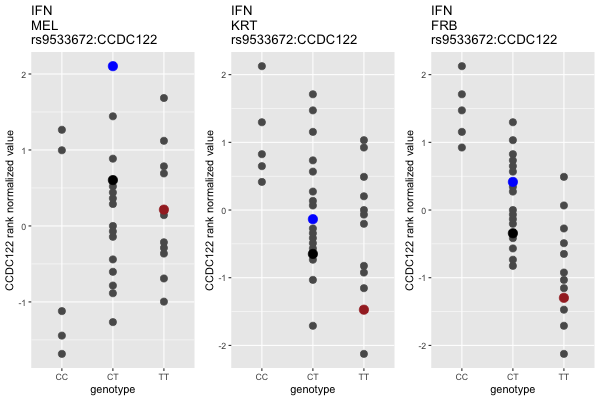 IFN
MEL
rs9533672:CCDC122
CCDC122 rank normalized value
2
1
0
-1
CC CT TT
genotype
IFN
KRT
rs9533672:CCDC122
CCDC122 rank normalized value
2
1
0
-1
-2
CC CT TT
genotype
IFN
FRB
rs9533672:CCDC122
CCDC122 rank normalized value
2
1
0
-1
-2
CC CT TT
genotype